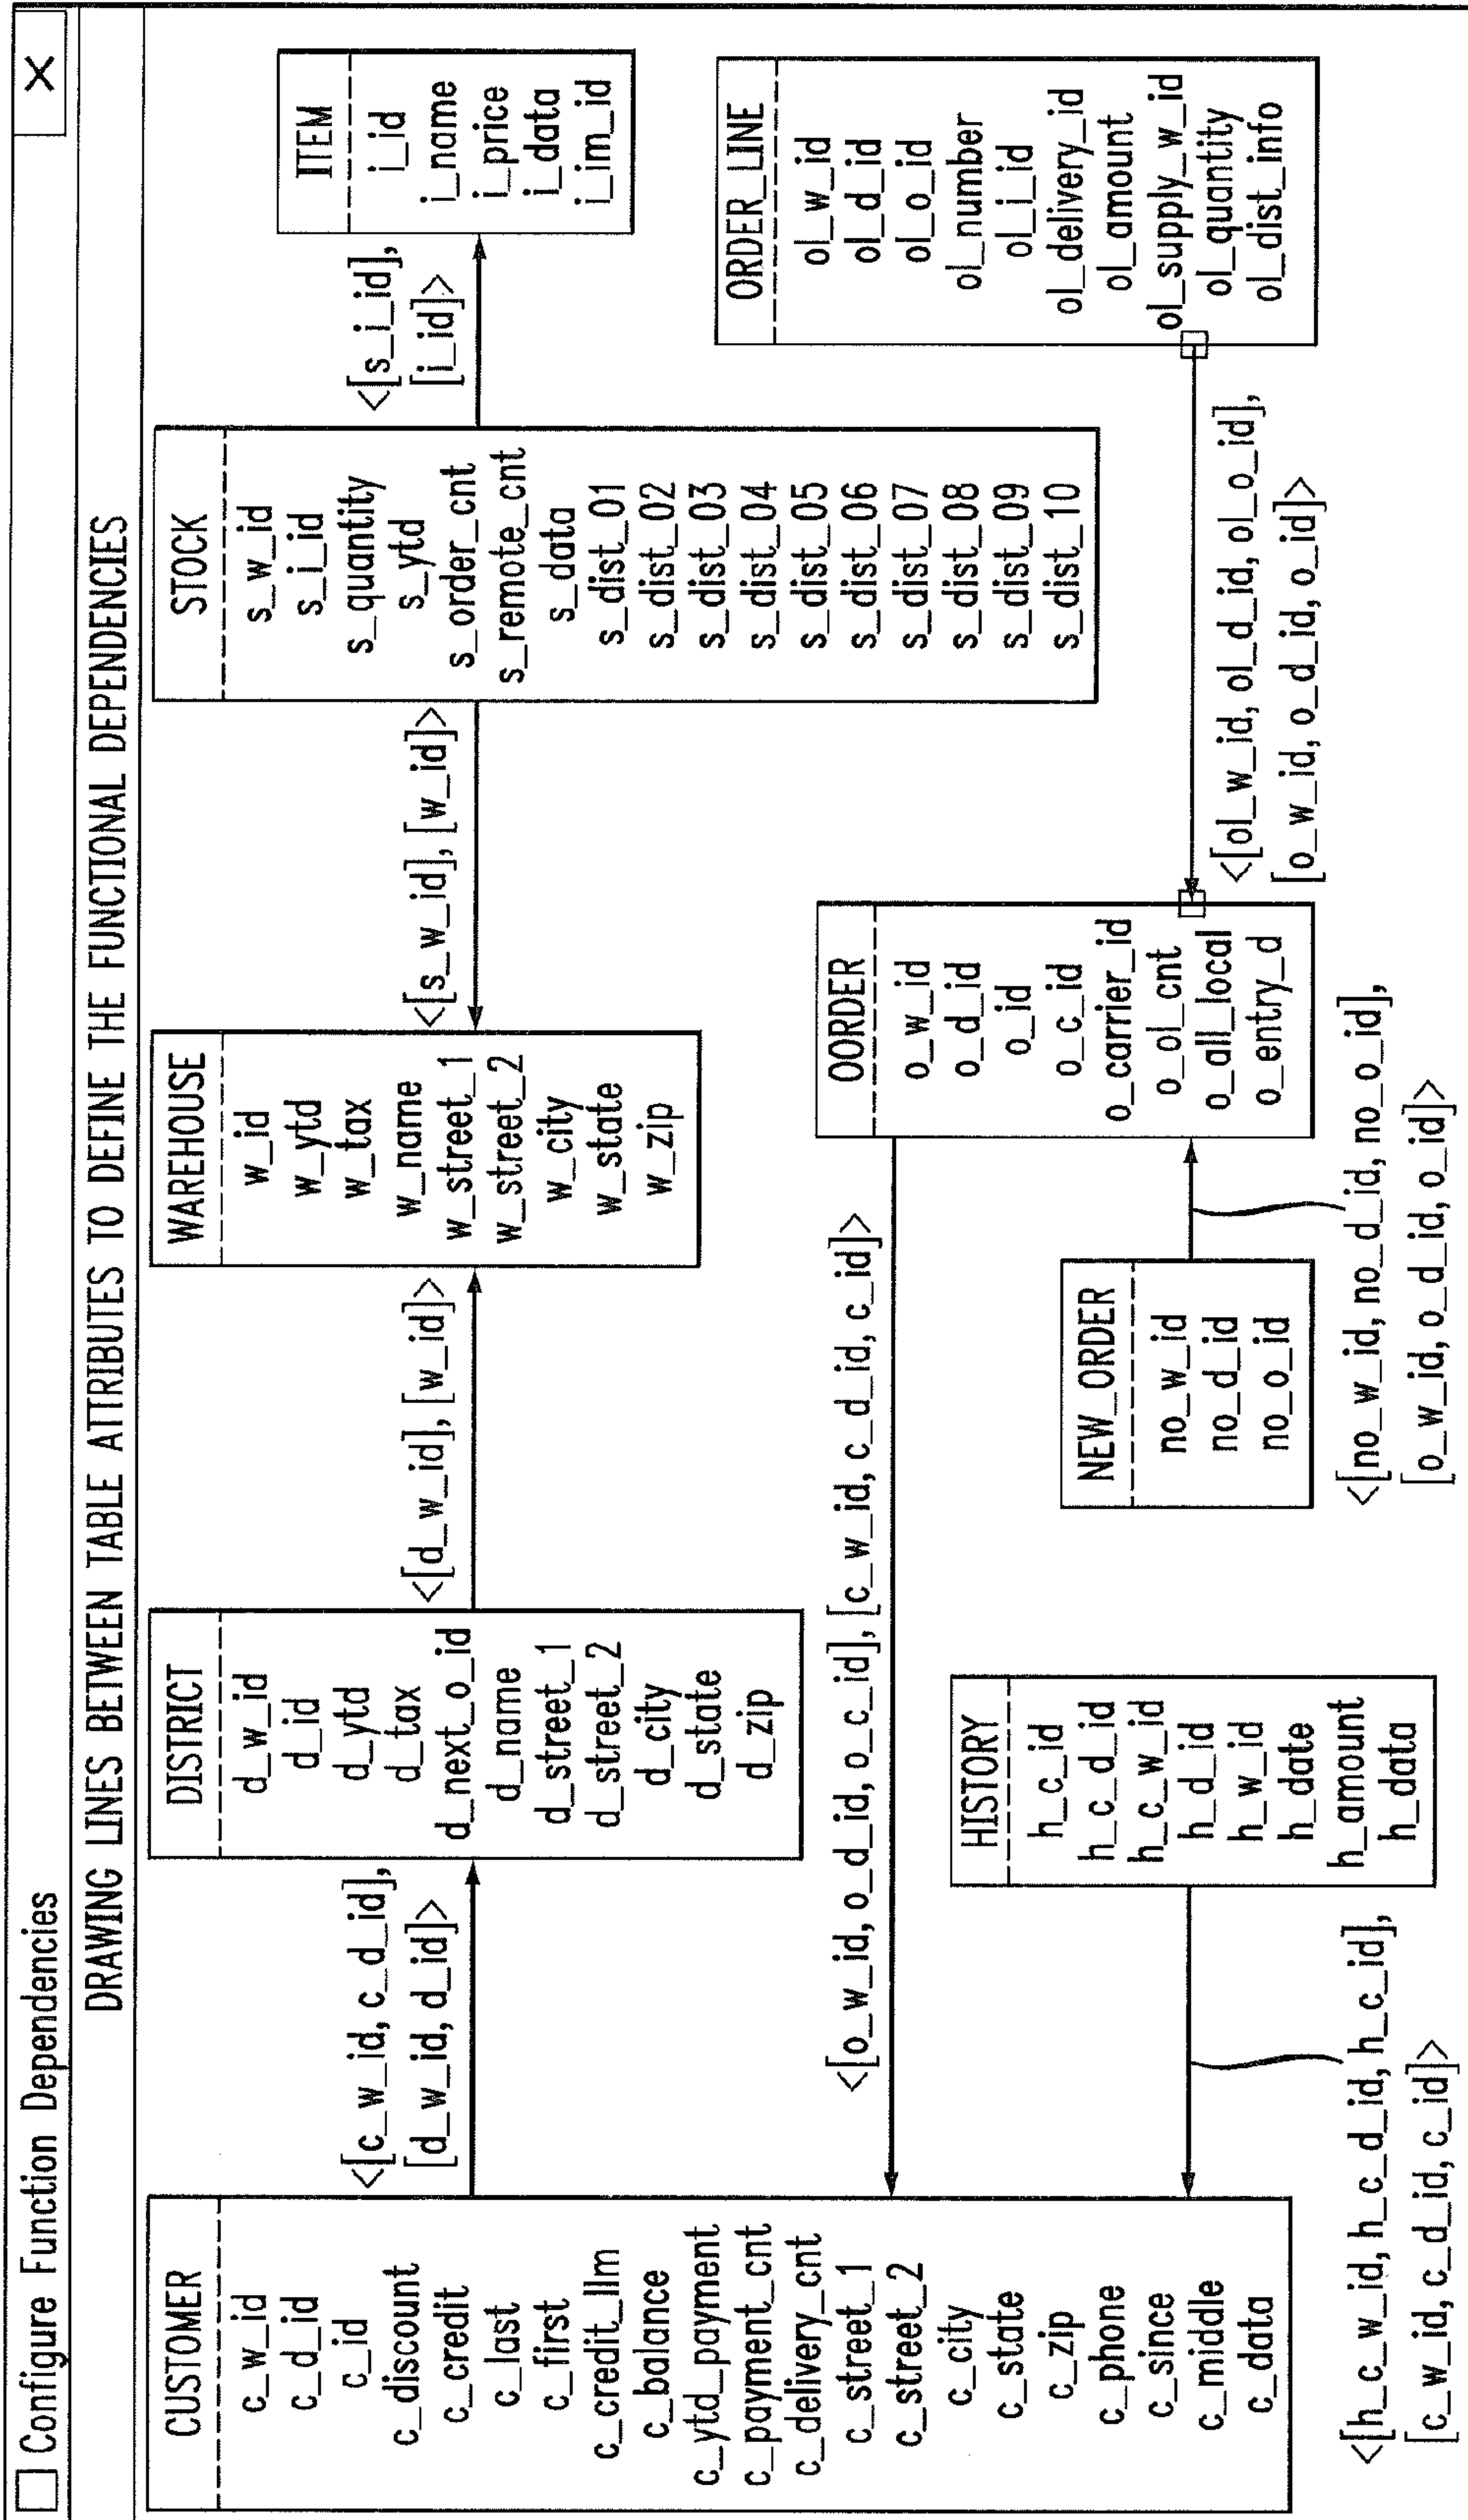 Configure Function Dependencies
X
DRAWING LINES BETWEEN TABLE ATTRIBUTES TO DEFINE THE FUNCTIONAL DEPENDENCIES
CUSTOMER
c_w_id
c_d_id
c_id
c_discount
c_credit
c_last
c_first
c_credit_llm
c_balance
c_ytd_payment
c_payment_cnt
c_delivery_cnt
c_street_1
c_street_2
c_city
c_state
c_zip
c_phone
c_since
c_middle
c_data
<[c_w_id, c_d_id],
[d_w_id, d_id]>
DISTRICT
d_w_id
d_id
d_ytd
d_tax
d_next_o_id
d_name
d_street_1
d_street_2
d_city
d_state
d_zip
<[d_w_id], [w_id]>
WAREHOUSE
w_id
w_ytd
w_tax
w_name
w_street_1
w_street_2
w_city
w_state
w_zip
<[s_w_id], [w_id]>
STOCK
s_w_id
s_i_id
s_quantity
s_ytd
s_order_cnt
s_remote_cnt
s_data
s_dist_01
s_dist_02
s_dist_03
s_dist_04
s_dist_05
s_dist_06
s_dist_07
s_dist_08
s_dist_09
s_dist_10
<[s_i_id],
[i_id]>
ITEM
i_id
i_name
i_price
i_data
i_im_id
<[o_w_id, o_d_id, o_c_id], [c_w_id, c_d_id, c_id]>
HISTORY
h_c_id
h_c_d_id
h_c_w_id
h_d_id
h_w_id
h_date
h_amount
h_data
<[h_c_w_id, h_c_d_id, h_c_id],
[c_w_id, c_d_id, c_id]>
NEW_ORDER
no_w_id
no_d_id
no_o_id
<[no_w_id, no_d_id, no_o_id],
[o_w_id, o_d_id, o_id]>
OORDER
o_w_id
o_d_id
o_id
o_c_id
o_carrier_id
o_ol_cnt
o_all_local
o_entry_d
<[ol_w_id, ol_d_id, ol_o_id],
[o_w_id, o_d_id, o_id]>
ORDER_LINE
ol_w_id
ol_d_id
ol_o_id
ol_number
ol_i_id
ol_delivery_id
ol_amount
ol_supply_w_id
ol_quantity
ol_dist_info